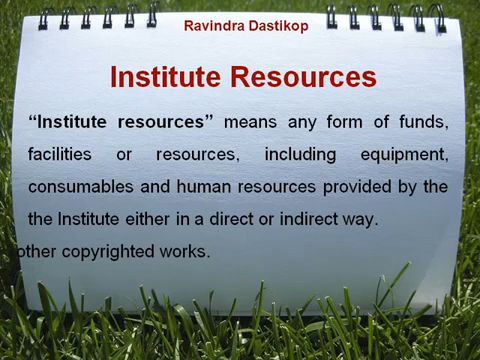 Ravindra Dastikop
Institute Resources
“Institute resources” means any form of funds,
facilities or resources, including equipment,
consumables and human resources provided by the
the Institute either in a direct or indirect way.
other copyrighted works.